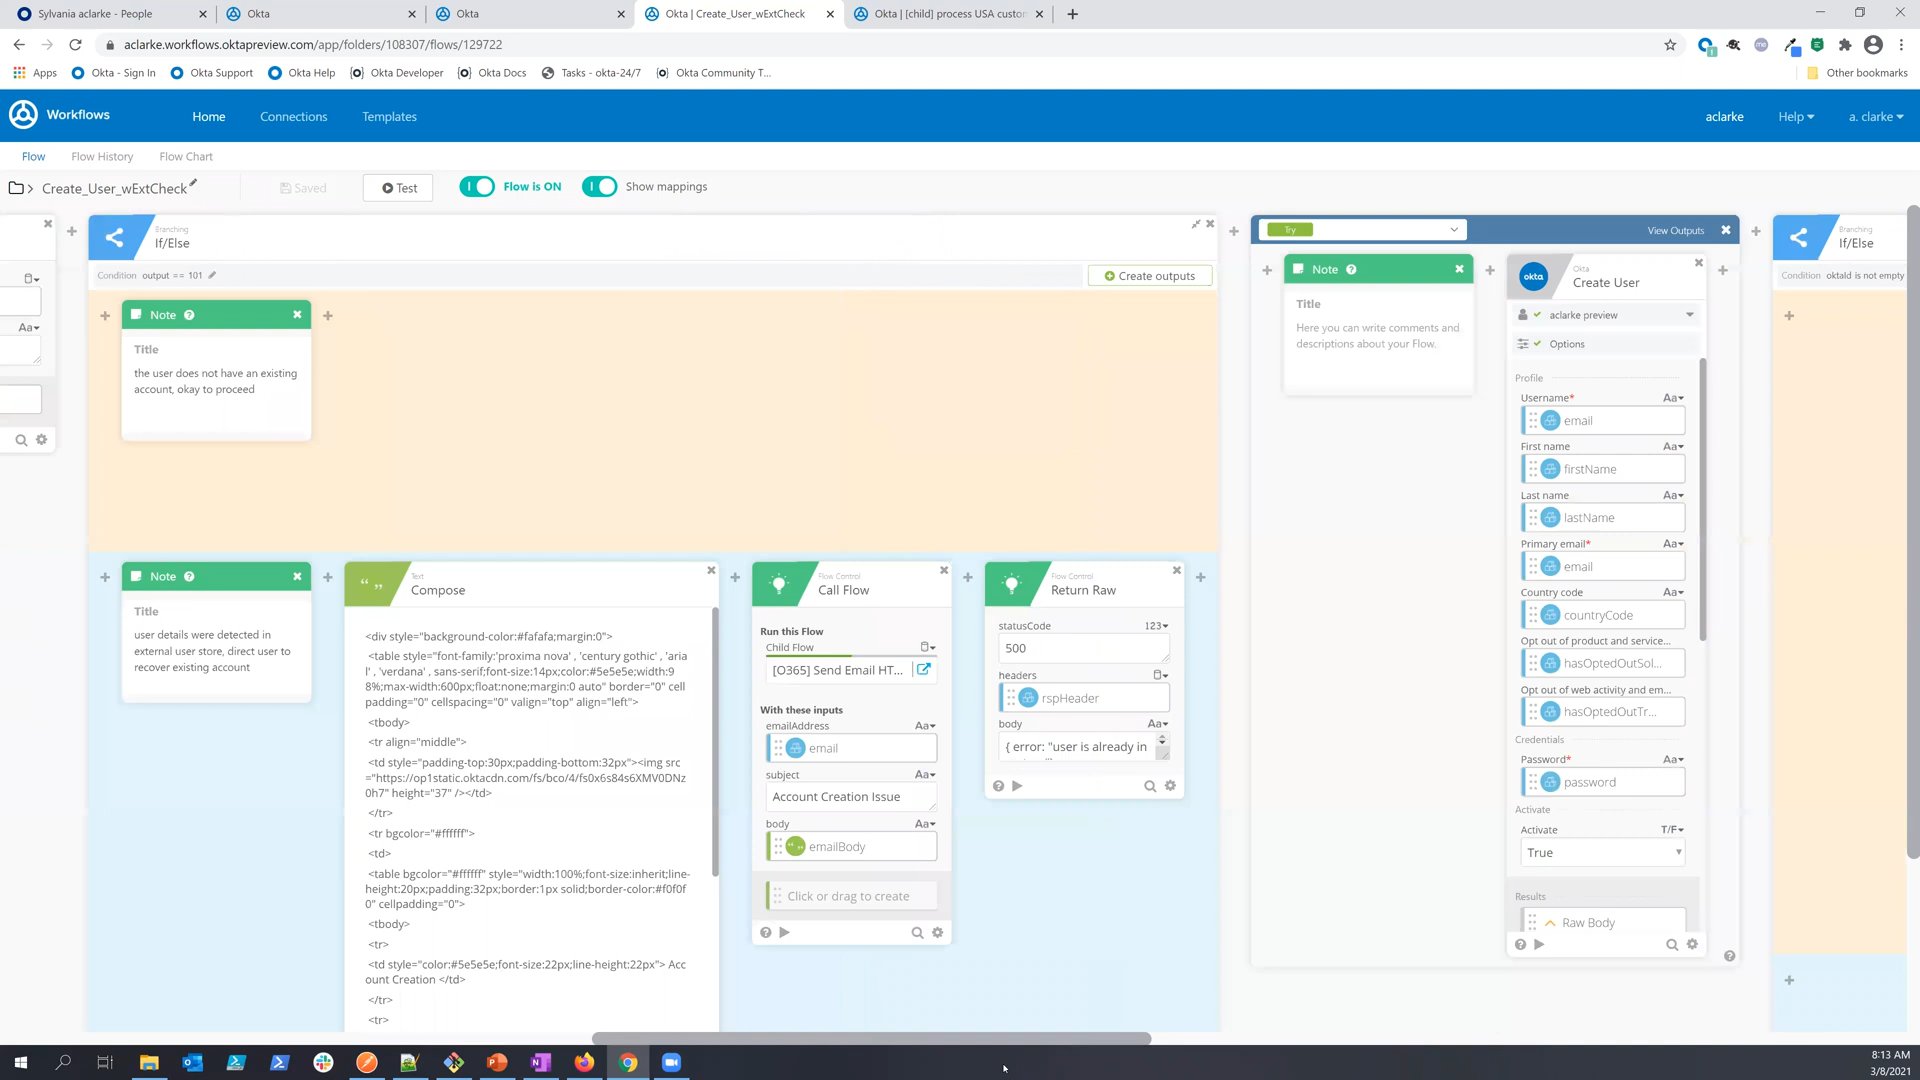 Sylvania aclarke - People
Okta
Okta
Okta | Create_User_wExtCheck
Okta | [child] process USA custon
aclarke.workflows.oktapreview.com/app/folders/108307/flows/129722
Apps
Okta - Sign In
Okta Support
Okta Help
Okta Developer
Okta Docs
Tasks - okta-24/7
Okta Community T...
Other bookmarks
Workflows
Home
Connections
Templates
aclarke
Help
a. clarke
Flow
Flow History
Flow Chart
Create_User_wExtCheck
Saved
Test
Flow is ON
Show mappings
Aa
Branching
If/Else
Condition output == 101
Create outputs
Note
Title
the user does not have an existing
account, okay to proceed
Note
Title
user details were detected in
external user store, direct user to
recover existing account
Text
Compose
<div style="background-color:#fafafa;margin:0">
<table style="font-family:'proxima nova' , 'century gothic' , 'aria
l' , 'verdana' , sans-serif;font-size:14px;color:#5e5e5e;width:9
8%;max-width:600px;float:none;margin:0 auto" border="0" cell
padding="0" cellspacing="0" valign="top" align="left">
<tbody>
<tr align="middle">
<td style="padding-top:30px;padding-bottom:32px"><img src
="https://op1static.oktacdn.com/fs/bco/4/fs0x6s84s6XMV0DNz
0h7" height="37" /></td>
</tr>
<tr bgcolor="#ffffff">
<td>
<table bgcolor="#ffffff" style="width:100%;font-size:inherit;line-
height:20px;padding:32px;border:1px solid;border-color:#f0f0f
0" cellpadding="0">
<tbody>
<tr>
<td style="color:#5e5e5e;font-size:22px;line-height:22px"> Acc
ount Creation </td>
</tr>
<tr>
Flow Control
Call Flow
Run this Flow
Child Flow
[O365] Send Email HT...
With these inputs
emailAddress Aa
email
subject Aa
Account Creation Issue
body Aa
emailBody
Click or drag to create
Flow Control
Return Raw
statusCode 123
500
headers
rspHeader
body Aa
{ error: "user is already in
Try
View Outputs
Note
Title
Here you can write comments and
descriptions about your Flow.
okta
Okta
Create User
aclarke preview
Options
Profile
Username* Aa
email
First name Aa
firstName
Last name Aa
lastName
Primary email* Aa
email
Country code Aa
countryCode
Opt out of product and service...
hasOptedOutSol...
Opt out of web activity and em...
hasOptedOutTr...
Credentials
Password* Aa
password
Activate
Activate T/F
True
Results
Raw Body
Branching
If/Else
Condition oktaId is not empty
8:13 AM
3/8/2021